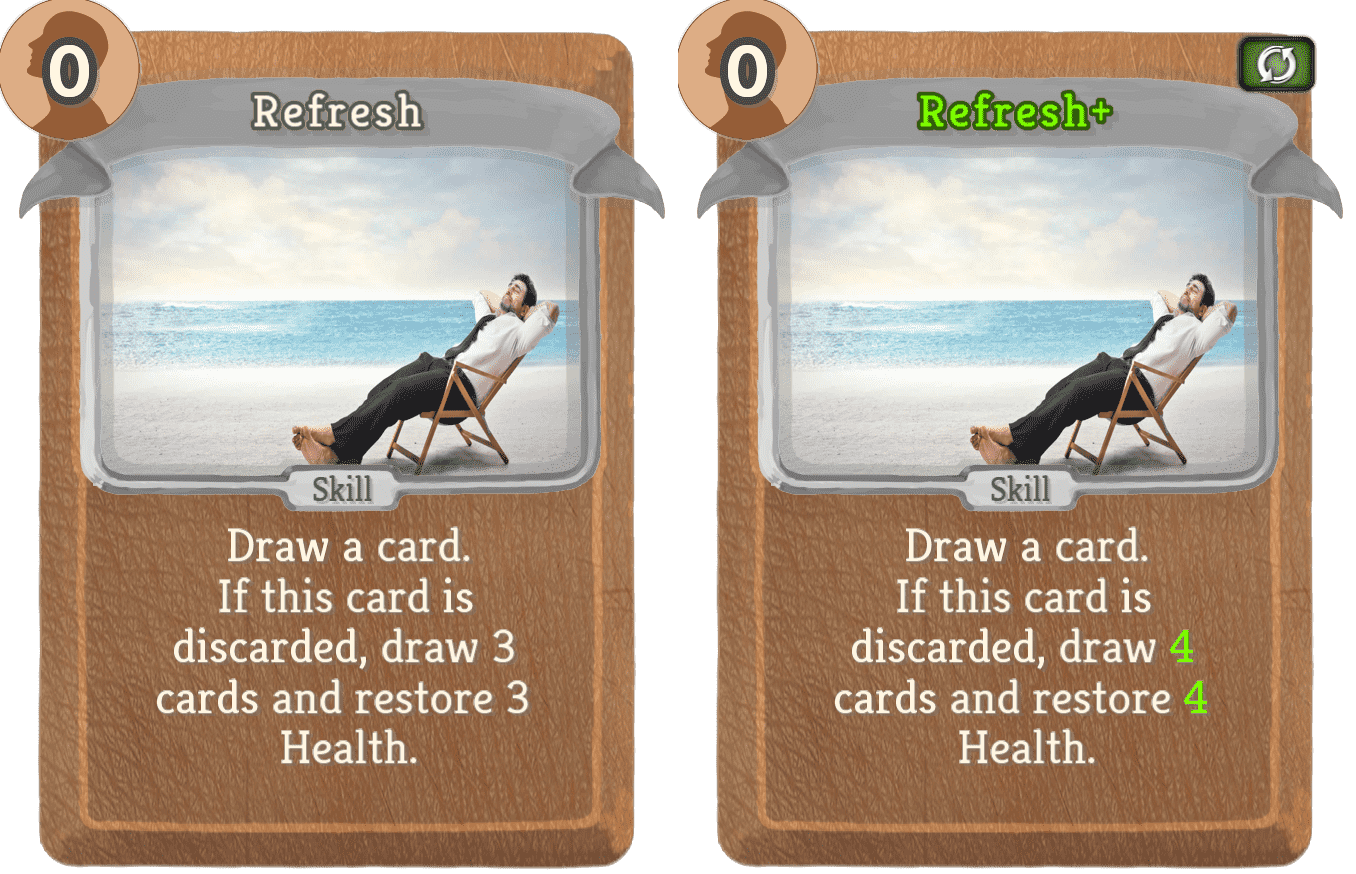 0
Refresh
Skill
Draw a card.
If this card is
discarded, draw 3
cards and restore 3
Health.
0
Refresh+
Skill
Draw a card.
If this card is
discarded, draw 4
cards and restore 4
Health.